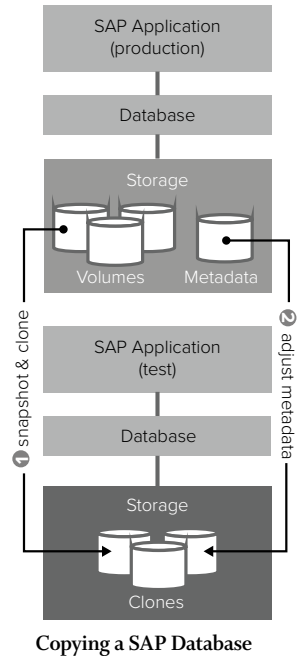 SAP Application
(production)
Database
Storage
Volumes
Metadata
1 snapshot & clone
2 adjust metadata
SAP Application
(test)
Database
Storage
Clones
Copying a SAP Database